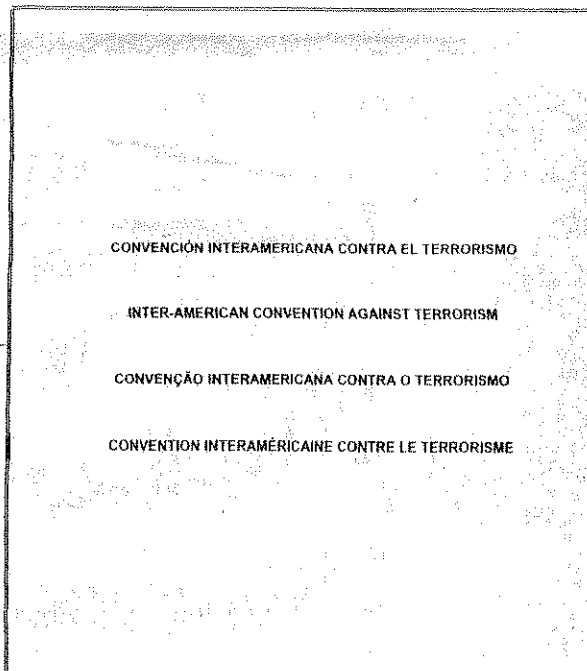 CONVENCIÓN INTERAMERICANA CONTRA EL TERRORISMO
INTER-AMERICAN CONVENTION AGAINST TERRORISM
CONVENÇÃO INTERAMERICANA CONTRA O TERRORISMO
CONVENTION INTERAMÉRICAINE CONTRE LE TERRORISME